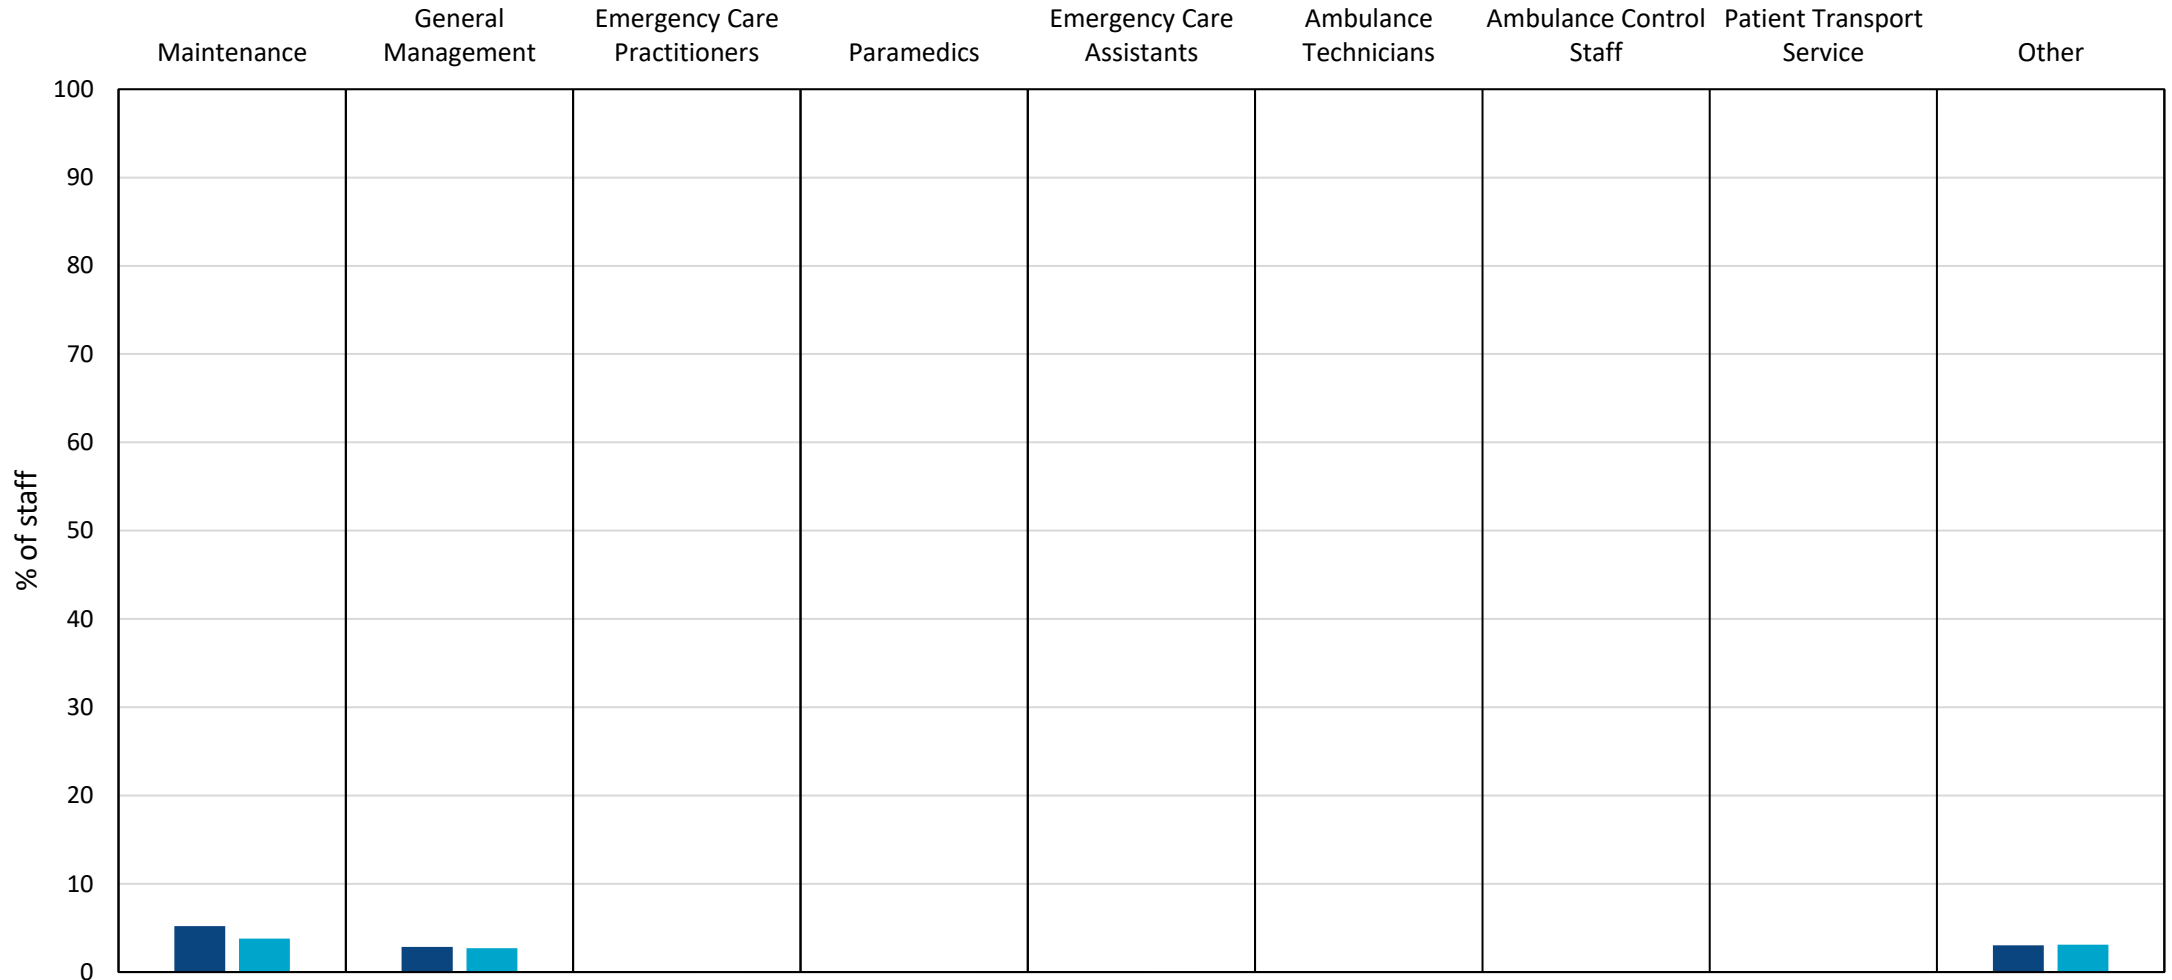 Maintenance
General
Management
Emergency Care
Practitioners
Paramedics
Emergency Care
Assistants
Ambulance
Technicians
Ambulance Control
Staff
Patient Transport
Service
Other
100
90
80
70
60
50
40
30
20
10
0
% of staff